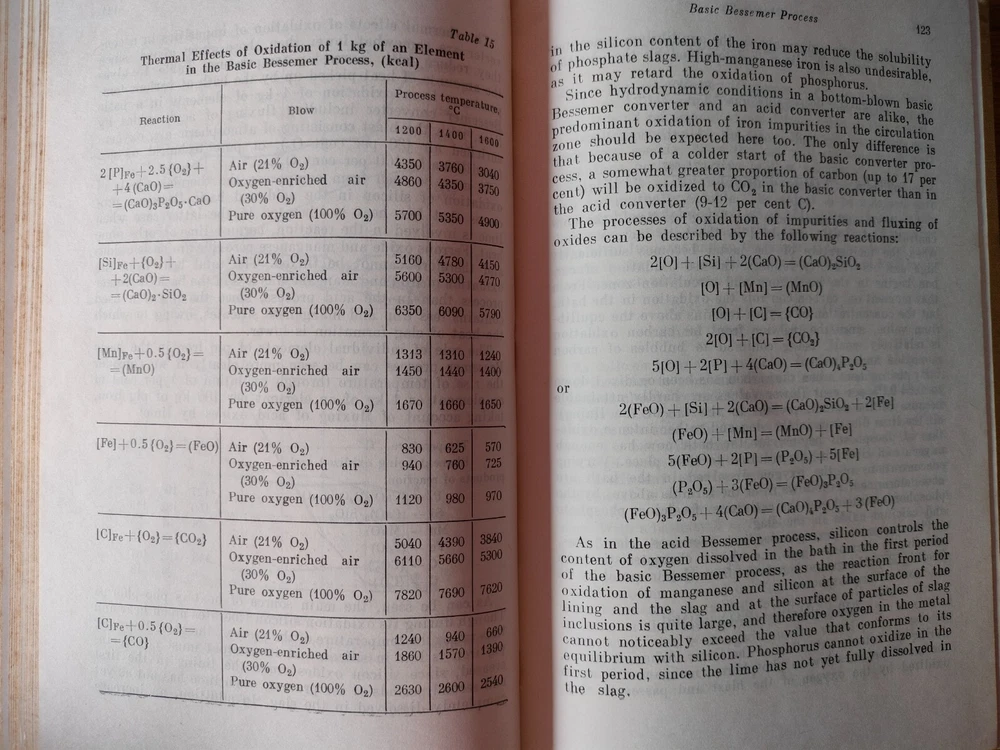 Table 15
Thermal Effects of Oxidation of 1 kg of an Element
in the Basic Bessemer Process, (kcal)
Reaction | Blow | Process temperature, °C
1200 | 1400 | 1600
2[P]Fe+2.5{O₂}+ | Air (21% O₂) | 4350 | 3760 | 3040
+4(CaO)= | Oxygen-enriched air | 4860 | 4350 | 3750
=(CaO)₃P₂O₅·CaO | (30% O₂)
Pure oxygen (100% O₂) | 5700 | 5350 | 4900
[Si]Fe+{O₂}+ | Air (21% O₂) | 5160 | 4780 | 4150
+2(CaO)= | Oxygen-enriched air | 5600 | 5300 | 4770
=(CaO)₂·SiO₂ | (30% O₂)
Pure oxygen (100% O₂) | 6350 | 6090 | 5790
[Mn]Fe+0.5{O₂}= | Air (21% O₂) | 1313 | 1310 | 1240
=(MnO) | Oxygen-enriched air | 1450 | 1440 | 1400
(30% O₂)
Pure oxygen (100% O₂) | 1670 | 1660 | 1650
[Fe]+0.5{O₂}=(FeO) | Air (21% O₂) | 830 | 625 | 570
Oxygen-enriched air | 940 | 760 | 725
(30% O₂)
Pure oxygen (100% O₂) | 1120 | 980 | 970
[C]Fe+{O₂}={CO₂} | Air (21% O₂) | 5040 | 4390 | 3840
Oxygen-enriched air | 6110 | 5660 | 5300
(30% O₂)
Pure oxygen (100% O₂) | 7820 | 7690 | 7620
[C]Fe+0.5{O₂}= | Air (21% O₂) | 1240 | 940 | 660
={CO} | Oxygen-enriched air | 1860 | 1570 | 1390
(30% O₂)
Pure oxygen (100% O₂) | 2630 | 2600 | 2540
Basic Bessemer Process
123
in the silicon content of the iron may reduce the solubility
of phosphate slags. High-manganese iron is also undesirable,
as it may retard the oxidation of phosphorus.
Since hydrodynamic conditions in a bottom-blown basic
Bessemer converter and an acid converter are alike, the
predominant oxidation of iron impurities in the circulation
zone should be expected here too. The only difference is
that because of a colder start of the basic converter pro-
cess, a somewhat greater proportion of carbon (up to 17 per
cent) will be oxidized to CO₂ in the basic converter than in
the acid converter (9-12 per cent C).
The processes of oxidation of impurities and fluxing of
oxides can be described by the following reactions:
2[O] + [Si] + 2(CaO) = (CaO)₂SiO₂
[O] + [Mn] = (MnO)
[O] + [C] = {CO}
2[O] + [C] = {CO₂}
5[O] + 2[P] + 4(CaO) = (CaO)₄P₂O₅
or
2(FeO) + [Si] + 2(CaO) = (CaO)₂SiO₂ + 2[Fe]
(FeO) + [Mn] = (MnO) + [Fe]
5(FeO) + 2[P] = (P₂O₅) + 5[Fe]
(P₂O₅) + 3(FeO) = (FeO)₃P₂O₅
(FeO)₃P₂O₅ + 4(CaO) = (CaO)₄P₂O₅ + 3(FeO)
As in the acid Bessemer process, silicon controls the
content of oxygen dissolved in the bath in the first period
of the basic Bessemer process, as the reaction front for
oxidation of manganese and silicon at the surface of the
lining and the slag and at the surface of particles of slag
inclusions is quite large, and therefore oxygen in the metal
cannot noticeably exceed the value that conforms to its
equilibrium with silicon. Phosphorus cannot oxidize in the
first period, since the lime has not yet fully dissolved in
the slag.